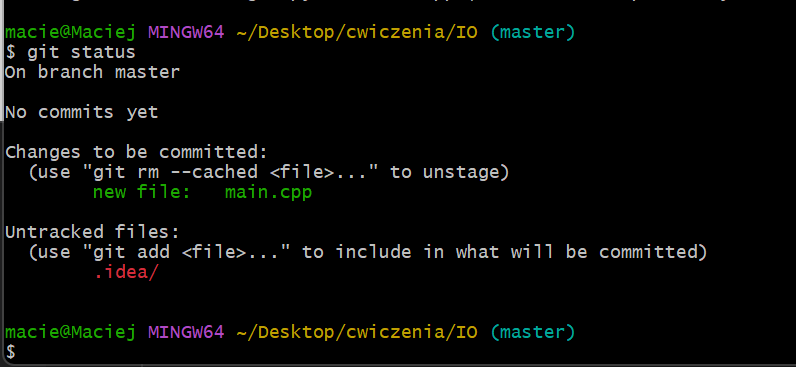 macie@Maciej MINGW64 ~/Desktop/cwiczenia/IO (master)
$ git status
On branch master
No commits yet
Changes to be committed:
(use "git rm --cached <file>..." to unstage)
new file:   main.cpp
Untracked files:
(use "git add <file>..." to include in what will be committed)
.idea/
macie@Maciej MINGW64 ~/Desktop/cwiczenia/IO (master)
$